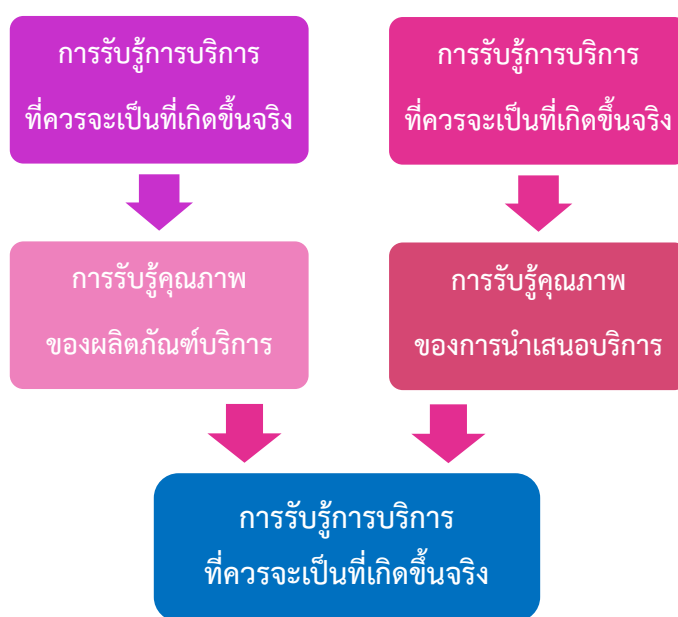 การรับรู้การบริการ
ที่ควรจะเป็นที่เกิดขึ้นจริง
การรับรู้การบริการ
ที่ควรจะเป็นที่เกิดขึ้นจริง
การรับรู้คุณภาพ
ของผลิตภัณฑ์บริการ
การรับรู้คุณภาพ
ของการนำเสนอบริการ
การรับรู้การบริการ
ที่ควรจะเป็นที่เกิดขึ้นจริง